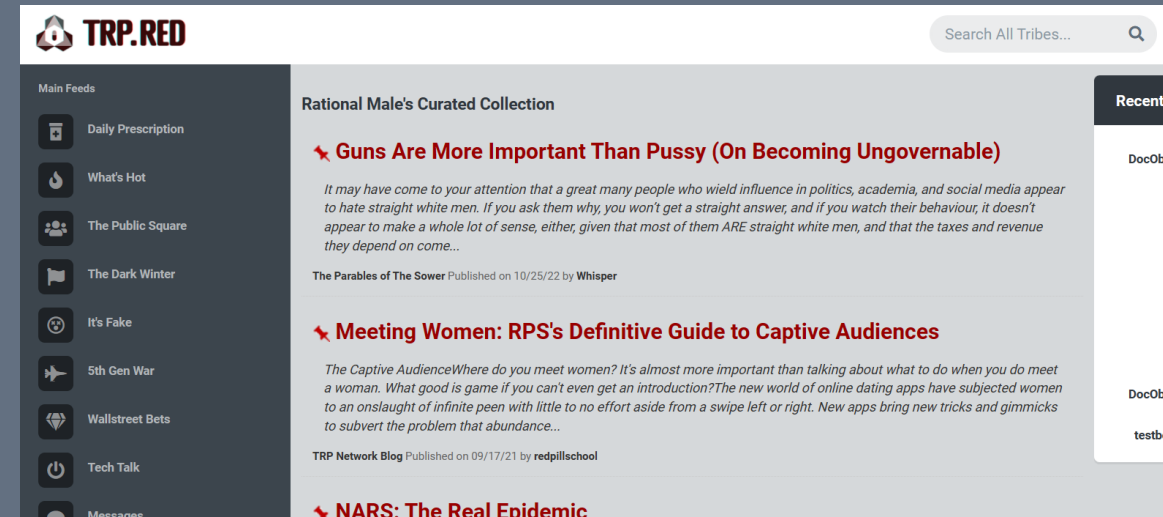 TRP.RED
Search All Tribes...
Main Feeds
Daily Prescription
What's Hot
The Public Square
The Dark Winter
It's Fake
5th Gen War
Wallstreet Bets
Tech Talk
Messages
Rational Male's Curated Collection
Guns Are More Important Than Pussy (On Becoming Ungovernable)
It may have come to your attention that a great many people who wield influence in politics, academia, and social media appear
to hate straight white men. If you ask them why, you won't get a straight answer, and if you watch their behaviour, it doesn't
appear to make a whole lot of sense, either, given that most of them ARE straight white men, and that the taxes and revenue
they depend on come...
The Parables of The Sower Published on 10/25/22 by Whisper
Meeting Women: RPS's Definitive Guide to Captive Audiences
The Captive AudienceWhere do you meet women? It's almost more important than talking about what to do when you do meet
a woman. What good is game if you can't even get an introduction?The new world of online dating apps have subjected women
to an onslaught of infinite peen with little to no effort aside from a swipe left or right. New apps bring new tricks and gimmicks
to subvert the problem that abundance...
TRP Network Blog Published on 09/17/21 by redpillschool
NARS: The Real Epidemic
Recent
DocOb
DocOb
testb